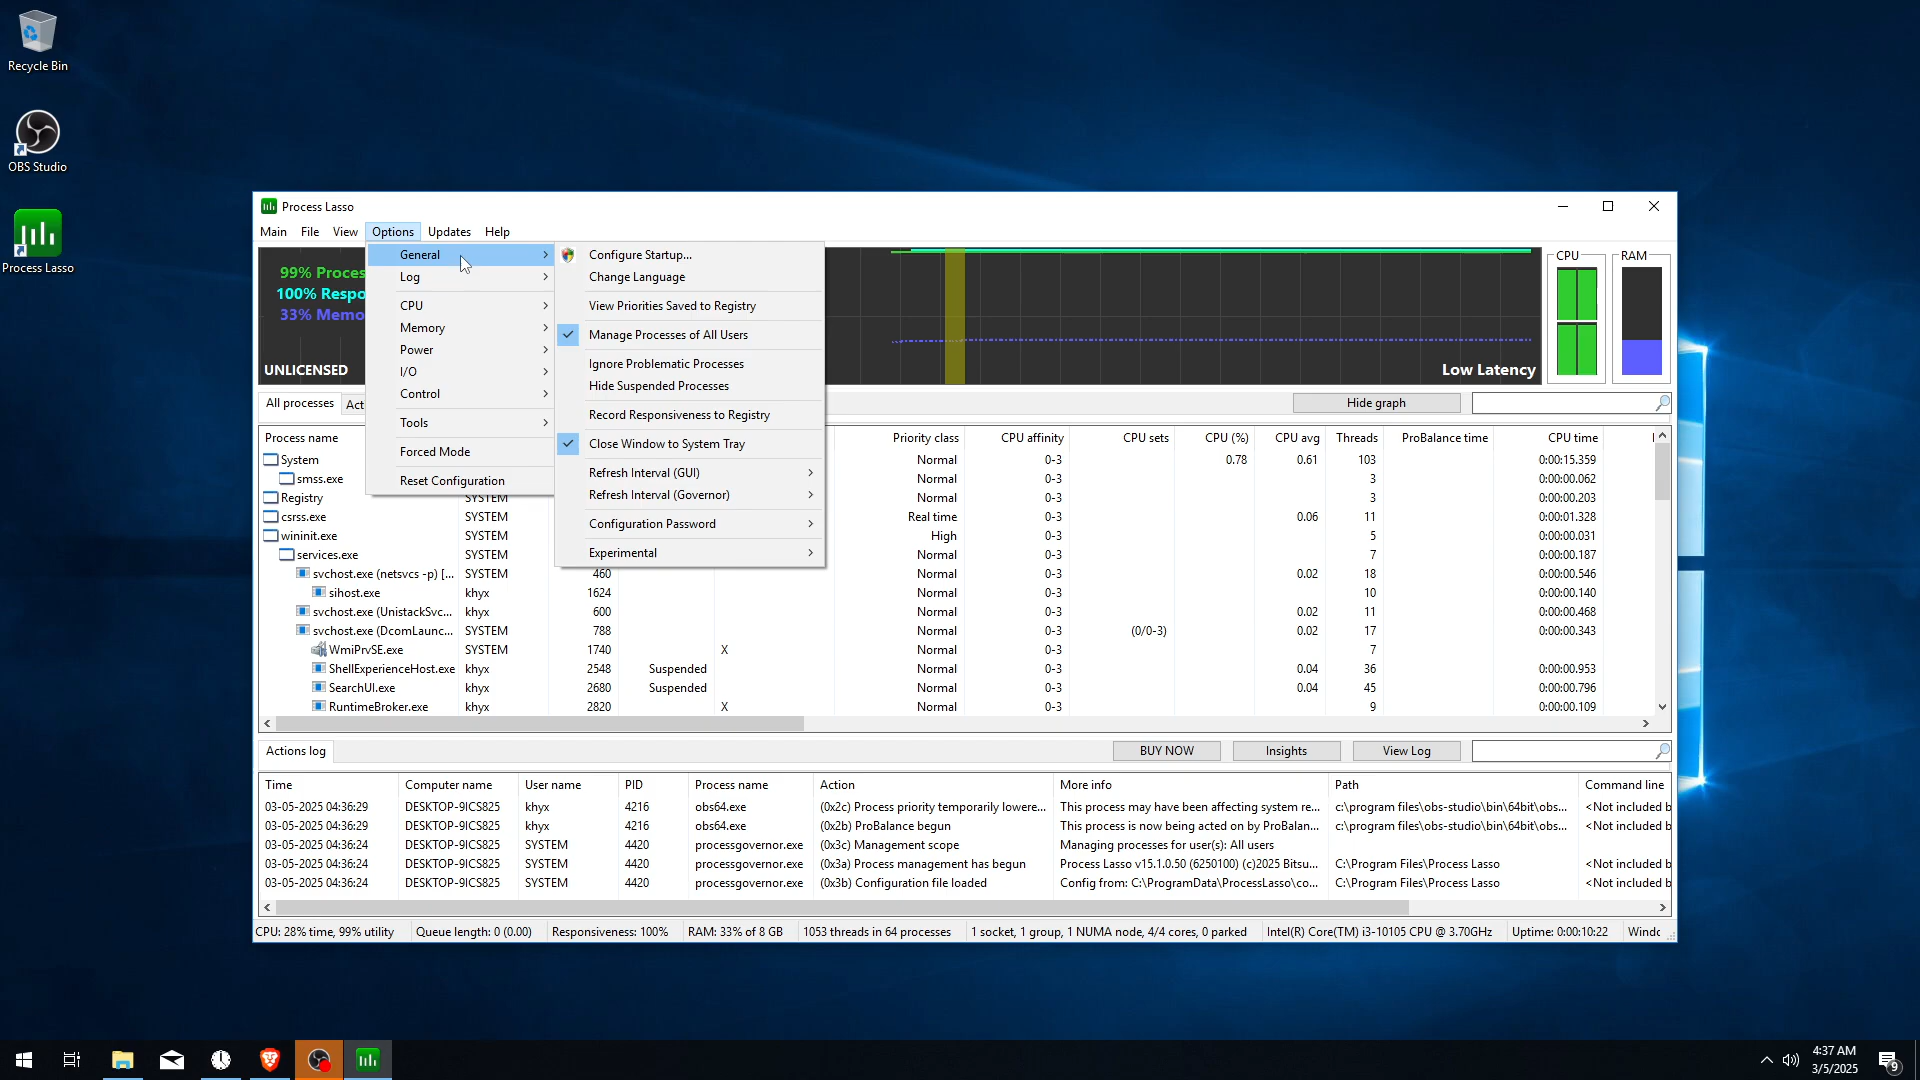 Recycle Bin
OBS Studio
Process Lasso
Process Lasso
Main File View Options Updates Help
99% Proces
100% Respo
33% Memo
UNLICENSED
Low Latency
CPU
RAM
General
Log
CPU
Memory
Power
I/O
Control
Tools
Forced Mode
Reset Configuration
Configure Startup...
Change Language
View Priorities Saved to Registry
Manage Processes of All Users
Ignore Problematic Processes
Hide Suspended Processes
Record Responsiveness to Registry
Close Window to System Tray
Refresh Interval (GUI)
Refresh Interval (Governor)
Configuration Password
Experimental
All processes Act Hide graph
Process name Priority class CPU affinity CPU sets CPU (%) CPU avg Threads ProBalance time CPU time
System Normal 0-3 0.78 0.61 103 0:00:15.359
smss.exe Normal 0-3 3 0:00:00.062
Registry SYSTEM Normal 0-3 3 0:00:00.203
csrss.exe SYSTEM Real time 0-3 0.06 11 0:00:01.328
wininit.exe SYSTEM High 0-3 5 0:00:00.031
services.exe SYSTEM Normal 0-3 7 0:00:00.187
svchost.exe (netsvcs -p) [... SYSTEM 460 Normal 0-3 0.02 18 0:00:00.546
sihost.exe khyx 1624 Normal 0-3 10 0:00:00.140
svchost.exe (UnistackSvc... khyx 600 Normal 0-3 0.02 11 0:00:00.468
svchost.exe (DcomLaunc... SYSTEM 788 Normal 0-3 (0/0-3) 0.02 17 0:00:00.343
WmiPrvSE.exe SYSTEM 1740 X Normal 0-3 7
ShellExperienceHost.exe khyx 2548 Suspended Normal 0-3 0.04 36 0:00:00.953
SearchUI.exe khyx 2680 Suspended Normal 0-3 0.04 45 0:00:00.796
RuntimeBroker.exe khyx 2820 X Normal 0-3 9 0:00:00.109
Actions log BUY NOW Insights View Log
Time Computer name User name PID Process name Action More info Path Command line
03-05-2025 04:36:29 DESKTOP-9ICS825 khyx 4216 obs64.exe (0x2c) Process priority temporarily lowere... This process may have been affecting system re... c:\program files\obs-studio\bin\64bit\obs... <Not included b
03-05-2025 04:36:29 DESKTOP-9ICS825 khyx 4216 obs64.exe (0x2b) ProBalance begun This process is now being acted on by ProBalan... c:\program files\obs-studio\bin\64bit\obs... <Not included b
03-05-2025 04:36:24 DESKTOP-9ICS825 SYSTEM 4420 processgovernor.exe (0x3c) Management scope Managing processes for user(s): All users
03-05-2025 04:36:24 DESKTOP-9ICS825 SYSTEM 4420 processgovernor.exe (0x3a) Process management has begun Process Lasso v15.1.0.50 (6250100) (c)2025 Bitsu... C:\Program Files\Process Lasso <Not included b
03-05-2025 04:36:24 DESKTOP-9ICS825 SYSTEM 4420 processgovernor.exe (0x3b) Configuration file loaded Config from: C:\ProgramData\ProcessLasso\co... C:\Program Files\Process Lasso <Not included b
CPU: 28% time, 99% utility Queue length: 0 (0.00) Responsiveness: 100% RAM: 33% of 8 GB 1053 threads in 64 processes 1 socket, 1 group, 1 NUMA node, 4/4 cores, 0 parked Intel(R) Core(TM) i3-10105 CPU @ 3.70GHz Uptime: 0:00:10:22 Windc
4:37 AM
3/5/2025
9